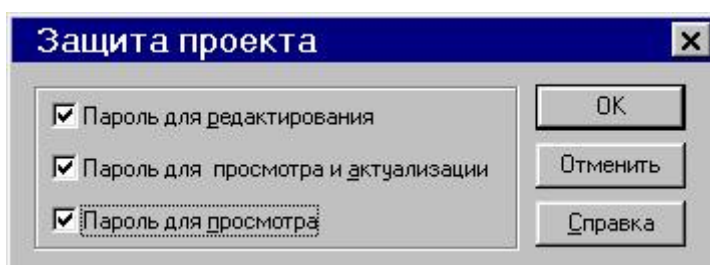 Защита проекта
Пароль для редактирования
OK
Пароль для просмотра и актуализации
Отменить
Пароль для просмотра
Справка